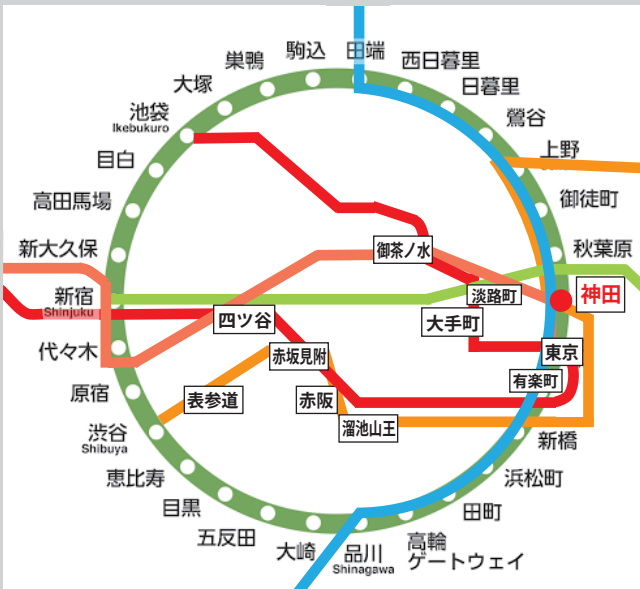 駒込
田端
西日暮里
巣鴨
日暮里
大塚
鶯谷
池袋
Ikebukuro
上野
目白
御徒町
高田馬場
秋葉原
新大久保
御茶ノ水
神田
淡路町
新宿
Shinjuku
四ツ谷
大手町
代々木
赤坂見附
東京
有楽町
原宿
表参道
赤阪
溜池山王
新橋
渋谷
Shibuya
恵比寿
浜松町
目黒
田町
五反田
大崎
品川
Shinagawa
高輪
ゲートウェイ